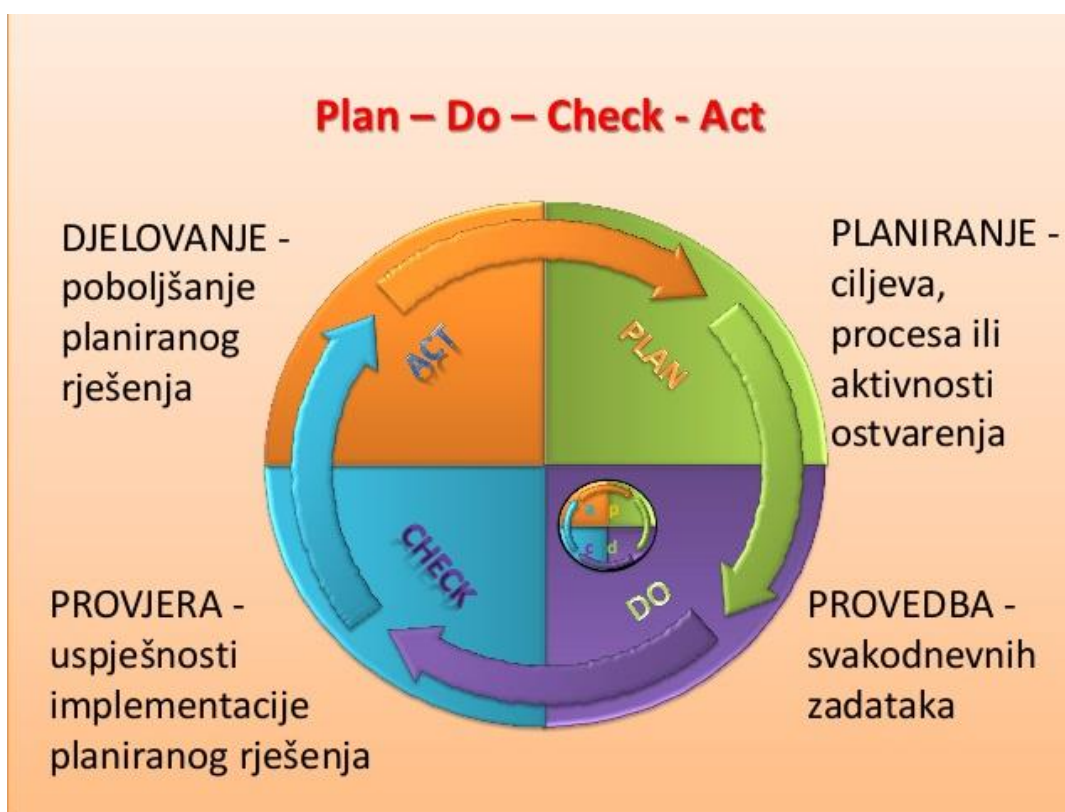 Plan – Do – Check - Act
DJELOVANJE -
poboljšanje
planiranog
rješenja
PLANIRANJE -
ciljeva,
procesa ili
aktivnosti
ostvarenja
ACT
PLAN
a p
c d
CHECK
DO
PROVJERA -
uspješnosti
implementacije
planiranog rješenja
PROVEDBA -
svakodnevnih
zadataka